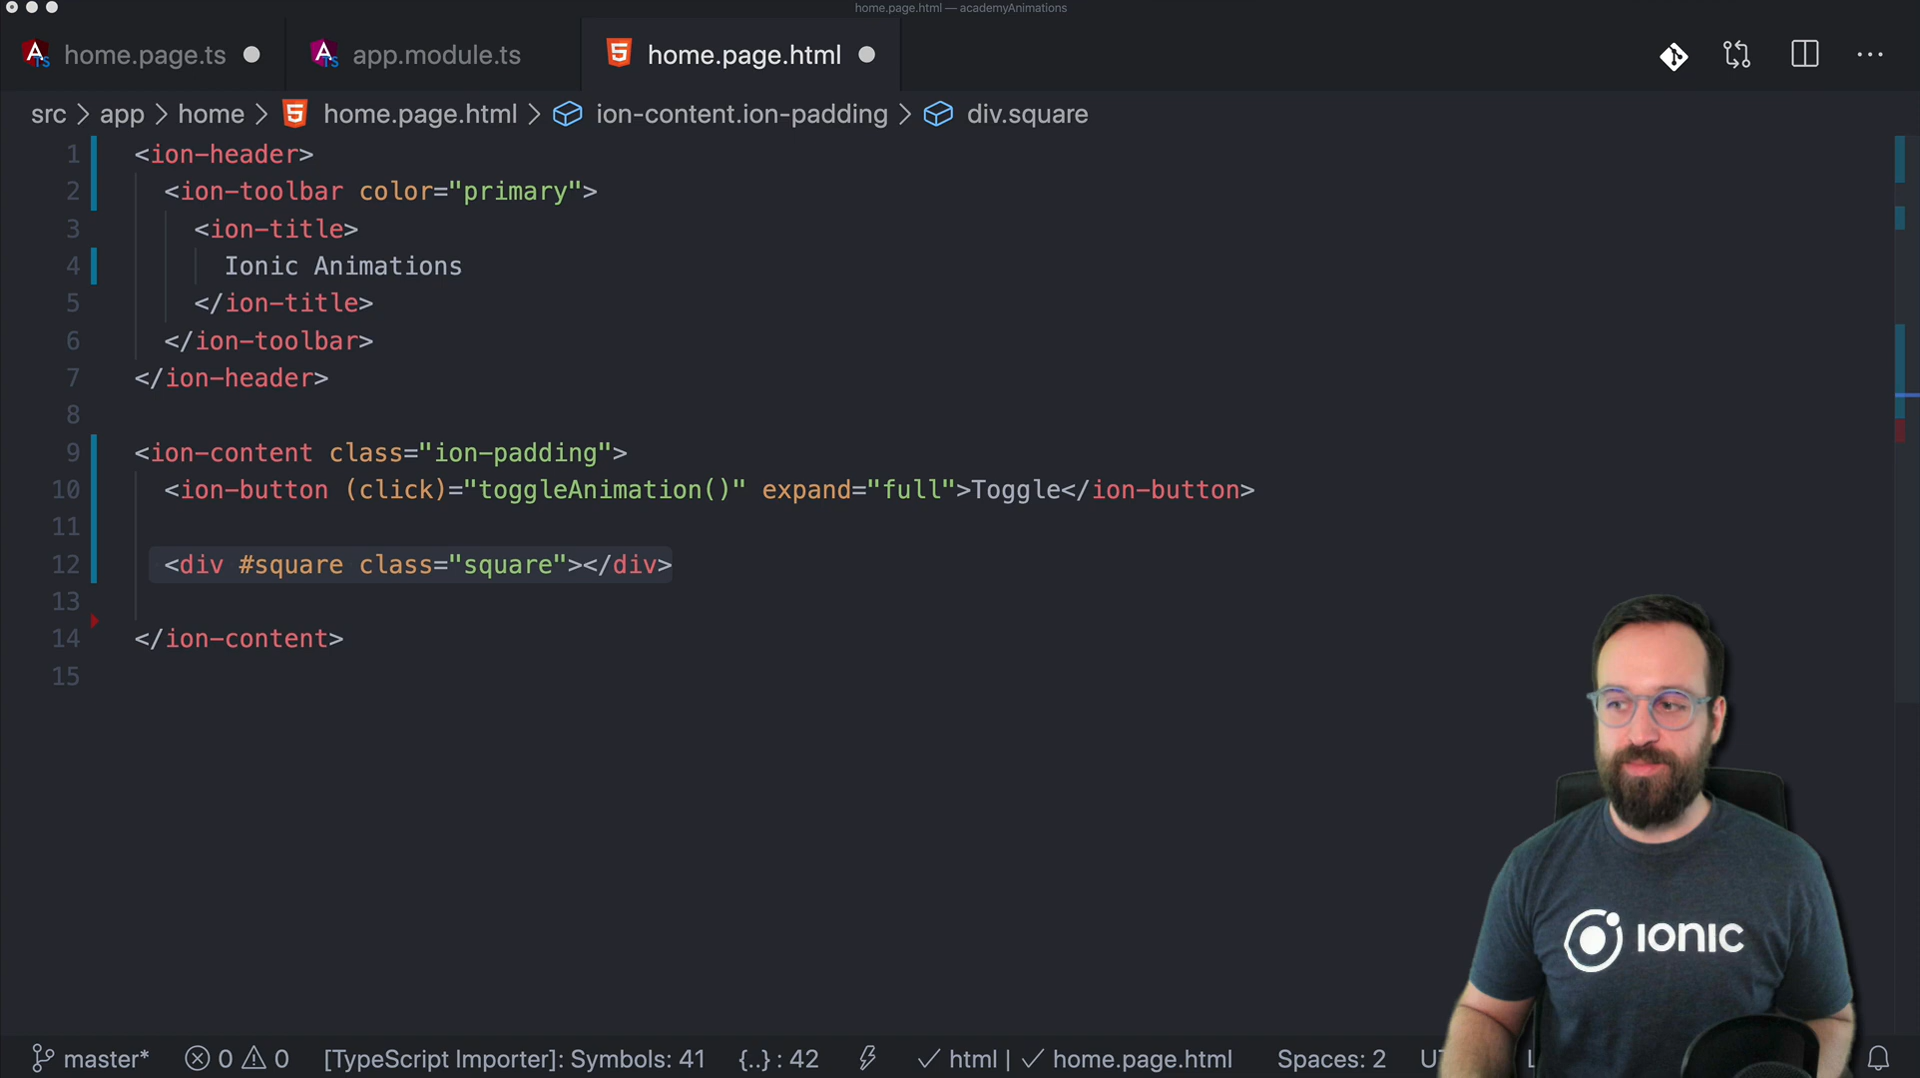 home.page.html — academyAnimations
home.page.ts
app.module.ts
home.page.html
src > app > home > home.page.html > ion-content.ion-padding > div.square
1 <ion-header>
2 <ion-toolbar color="primary">
3 <ion-title>
4 Ionic Animations
5 </ion-title>
6 </ion-toolbar>
7 </ion-header>
8
9 <ion-content class="ion-padding">
10 <ion-button (click)="toggleAnimation()" expand="full">Toggle</ion-button>
11
12 <div #square class="square"></div>
13
14 </ion-content>
15
IONIC
master* 0 0 [TypeScript Importer]: Symbols: 41 {..} : 42 ✓ html | ✓ home.page.html Spaces: 2